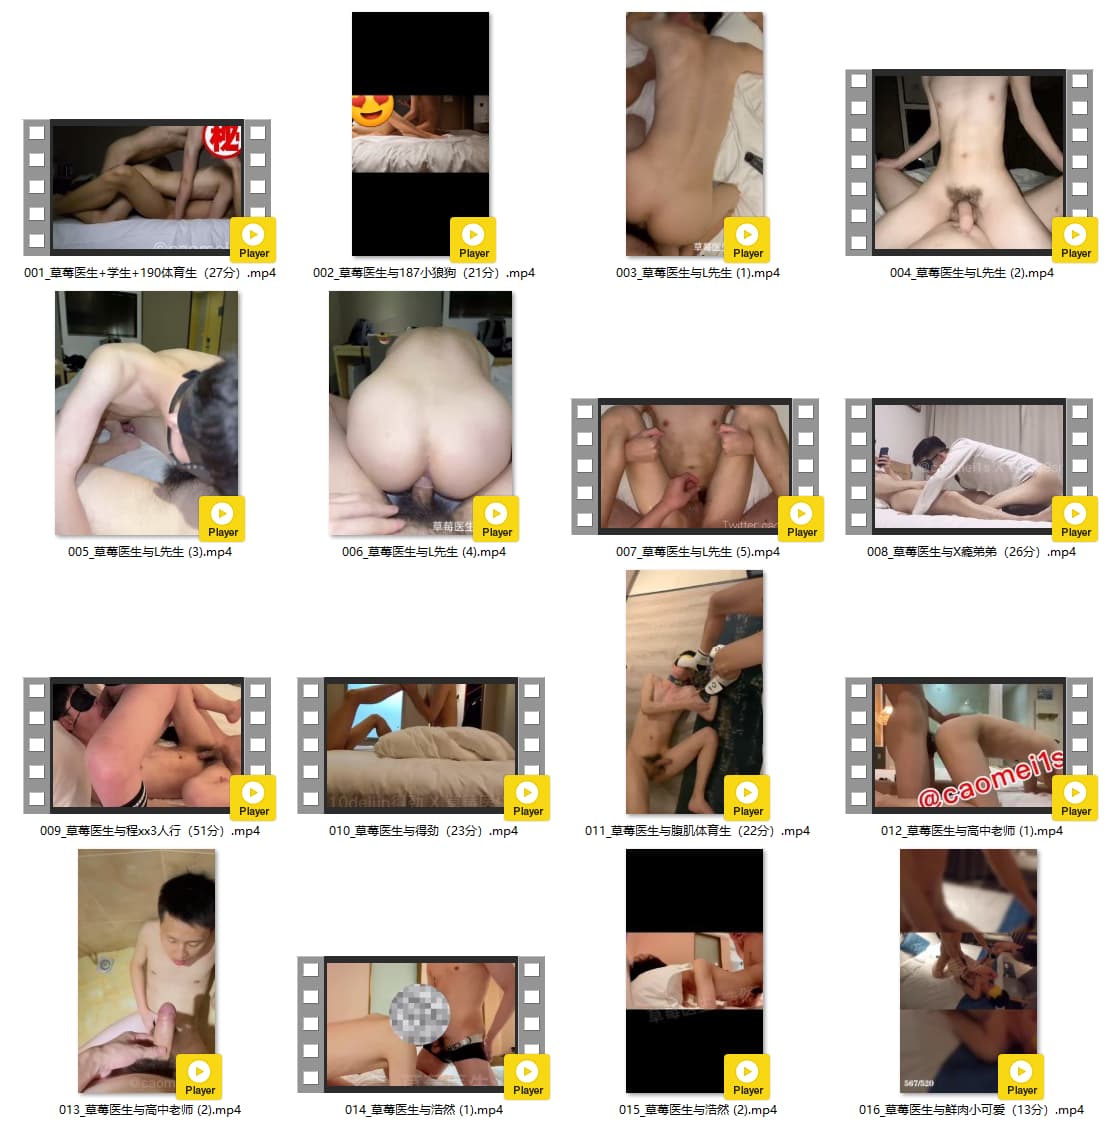 秘
Player
001_草莓医生+学生+190体育生（27分）.mp4
Player
002_草莓医生与187小狼狗（21分）.mp4
草莓医生
Player
003_草莓医生与L先生 (1).mp4
Player
004_草莓医生与L先生 (2).mp4
Player
005_草莓医生与L先生 (3).mp4
草莓医生
Player
006_草莓医生与L先生 (4).mp4
Twitter
Player
007_草莓医生与L先生 (5).mp4
Player
008_草莓医生与X瘾弟弟（26分）.mp4
Player
009_草莓医生与程xx3人行（51分）.mp4
Player
010_草莓医生与得劲（23分）.mp4
Player
011_草莓医生与腹肌体育生（22分）.mp4
@caomei1s
Player
012_草莓医生与高中老师 (1).mp4
Player
013_草莓医生与高中老师 (2).mp4
Player
014_草莓医生与浩然 (1).mp4
Player
015_草莓医生与浩然 (2).mp4
567/520
Player
016_草莓医生与鲜肉小可爱（13分）.mp4